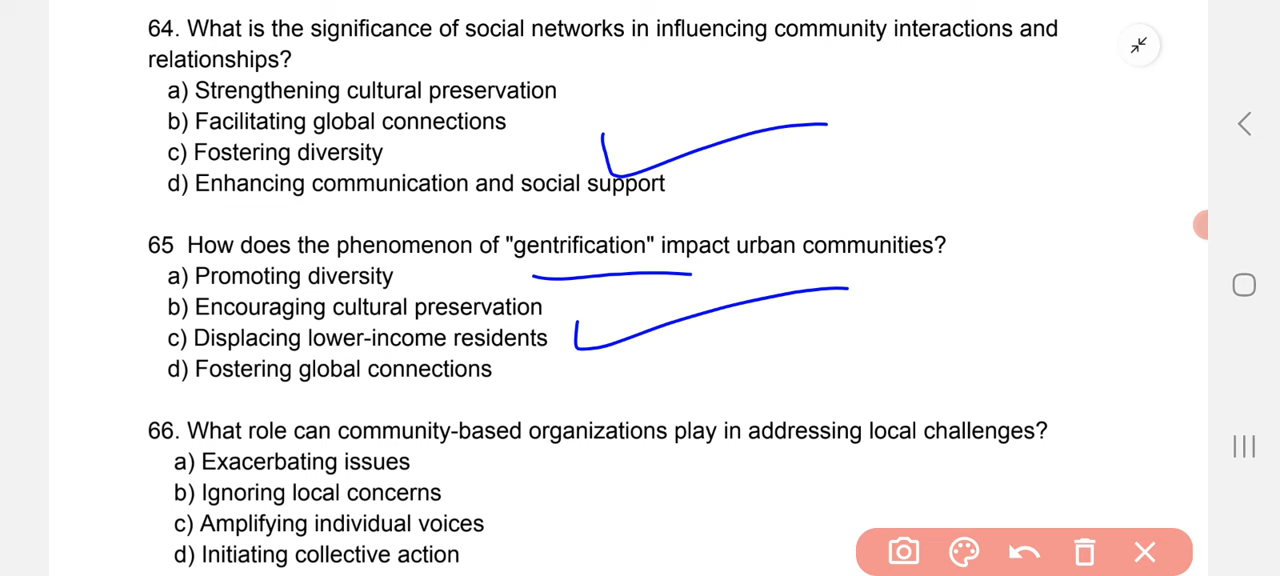 64. What is the significance of social networks in influencing community interactions and
relationships?
a) Strengthening cultural preservation
b) Facilitating global connections
c) Fostering diversity
d) Enhancing communication and social support
65 How does the phenomenon of "gentrification" impact urban communities?
a) Promoting diversity
b) Encouraging cultural preservation
c) Displacing lower-income residents
d) Fostering global connections
66. What role can community-based organizations play in addressing local challenges?
a) Exacerbating issues
b) Ignoring local concerns
c) Amplifying individual voices
d) Initiating collective action